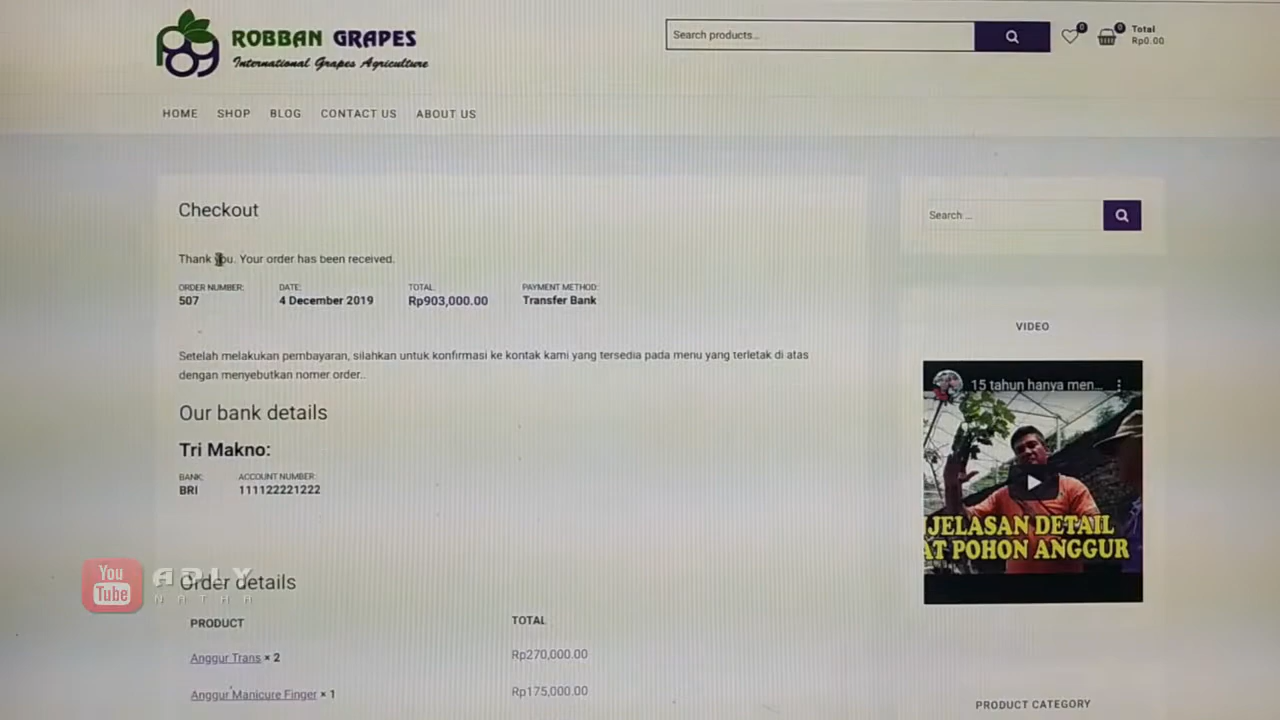 ROBBAN GRAPES
International Grapes Agriculture
Search products...
0
0
Total
Rp0.00
HOME SHOP BLOG CONTACT US ABOUT US
Checkout
Search ...
Thank you. Your order has been received.
ORDER NUMBER: DATE: TOTAL: PAYMENT METHOD:
507 4 December 2019 Rp903,000.00 Transfer Bank
VIDEO
Setelah melakukan pembayaran, silahkan untuk konfirmasi ke kontak kami yang tersedia pada menu yang terletak di atas
dengan menyebutkan nomer order..
15 tahun hanya men...
Our bank details
Tri Makno:
BANK: ACCOUNT NUMBER:
BRI 111122221222
JELASAN DETAIL
AT POHON ANGGUR
You
Tube
NATHA
Order details
PRODUCT TOTAL
Anggur Trans × 2 Rp270,000.00
Anggur Manicure Finger × 1 Rp175,000.00
PRODUCT CATEGORY